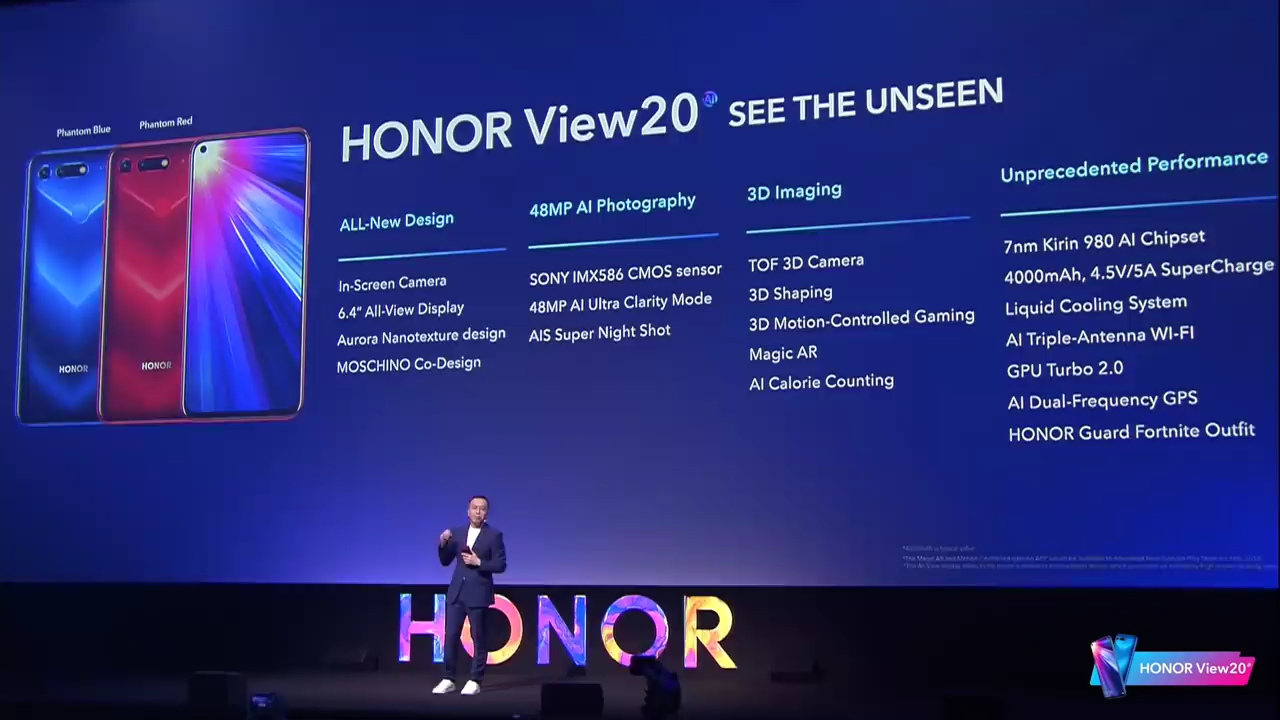 Phantom Blue
Phantom Red
HONOR
HONOR
HONOR View20 AI SEE THE UNSEEN
ALL-New Design
In-Screen Camera
6.4” All-View Display
Aurora Nanotexture design
MOSCHINO Co-Design
48MP AI Photography
SONY IMX586 CMOS sensor
48MP AI Ultra Clarity Mode
AIS Super Night Shot
3D Imaging
TOF 3D Camera
3D Shaping
3D Motion-Controlled Gaming
Magic AR
AI Calorie Counting
Unprecedented Performance
7nm Kirin 980 AI Chipset
4000mAh, 4.5V/5A SuperCharge
Liquid Cooling System
AI Triple-Antenna WI-FI
GPU Turbo 2.0
AI Dual-Frequency GPS
HONOR Guard Fortnite Outfit
HONOR
HONOR View20